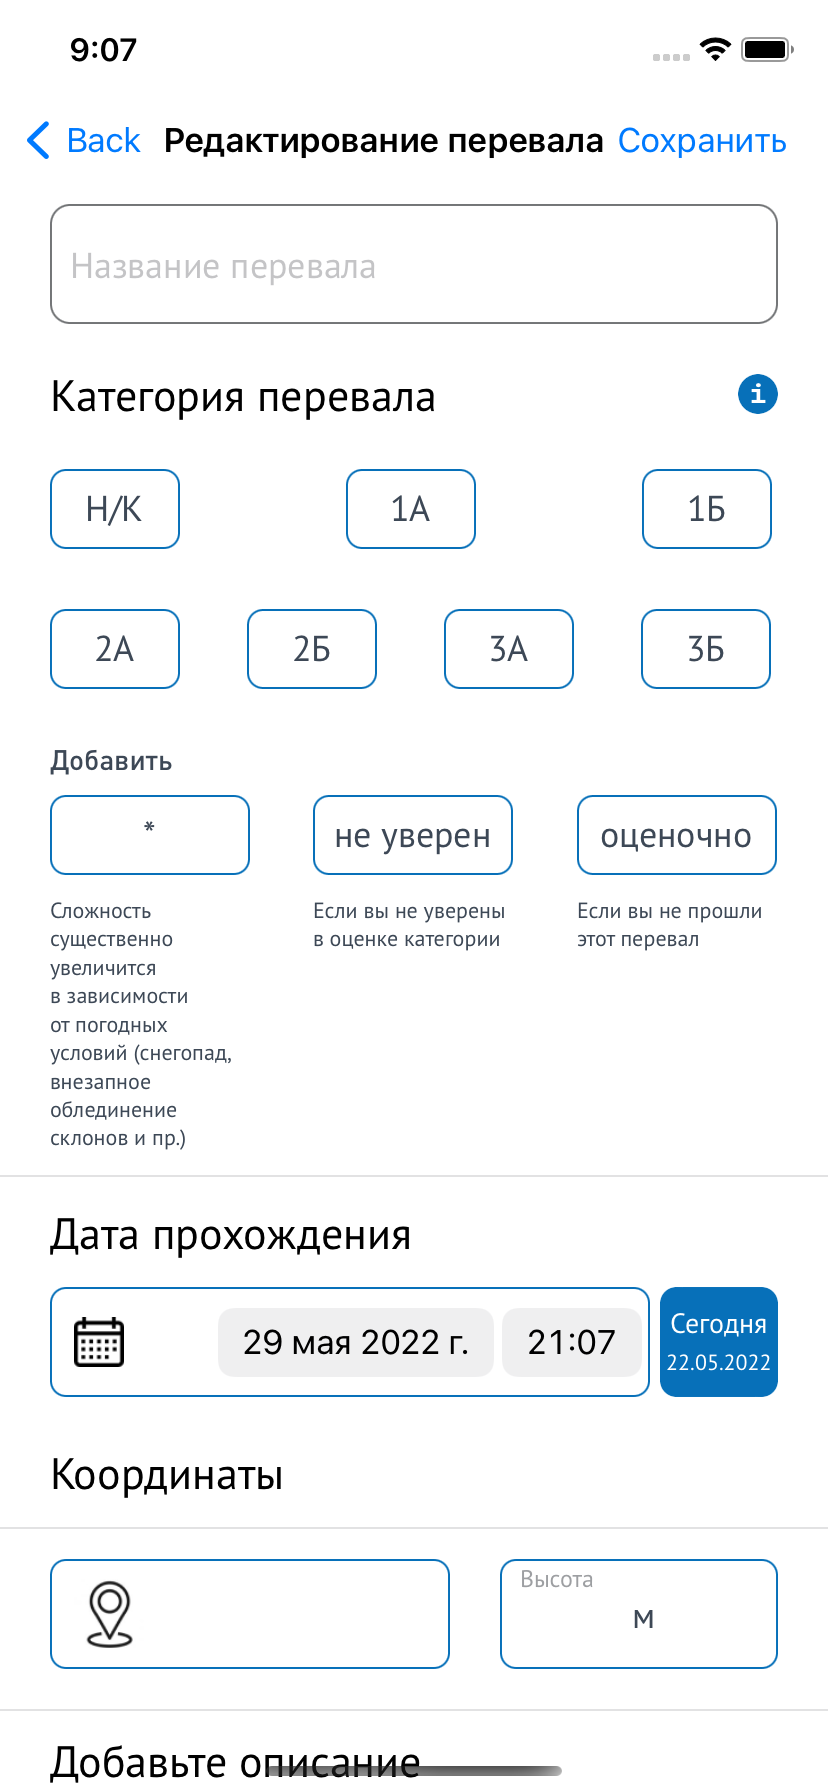 9:07
Back Редактирование перевала Сохранить
Название перевала
Категория перевала i
Н/К 1А 1Б
2А 2Б 3А 3Б
Добавить
* не уверен оценочно
Сложность
существенно
увеличится
в зависимости
от погодных
условий (снегопад,
внезапное
облединение
склонов и пр.)
Если вы не уверены
в оценке категории
Если вы не прошли
этот перевал
Дата прохождения
29 мая 2022 г. 21:07
Сегодня
22.05.2022
Координаты
Высота
м
Добавьте описание